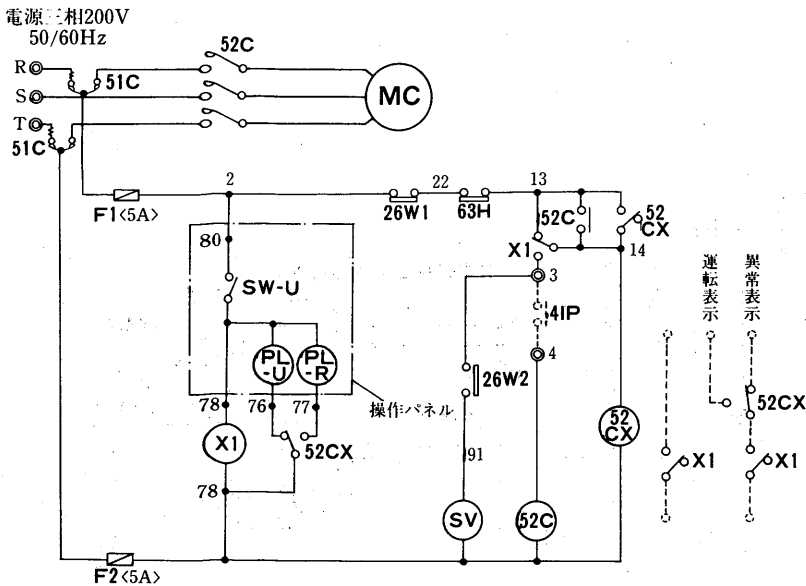 電源三相200V
50/60Hz
R
S
T
51C
51C
52C
MC
F1<5A>
2
26W1
22
63H
13
52C
52
CX
X1
14
80
SW-U
PL
-U
PL
-R
78
76
77
操作パネル
X1
52CX
78
3
4IP
4
26W2
91
SV
52C
52
CX
運転表示
異常表示
52CX
X1
X1
F2<5A>